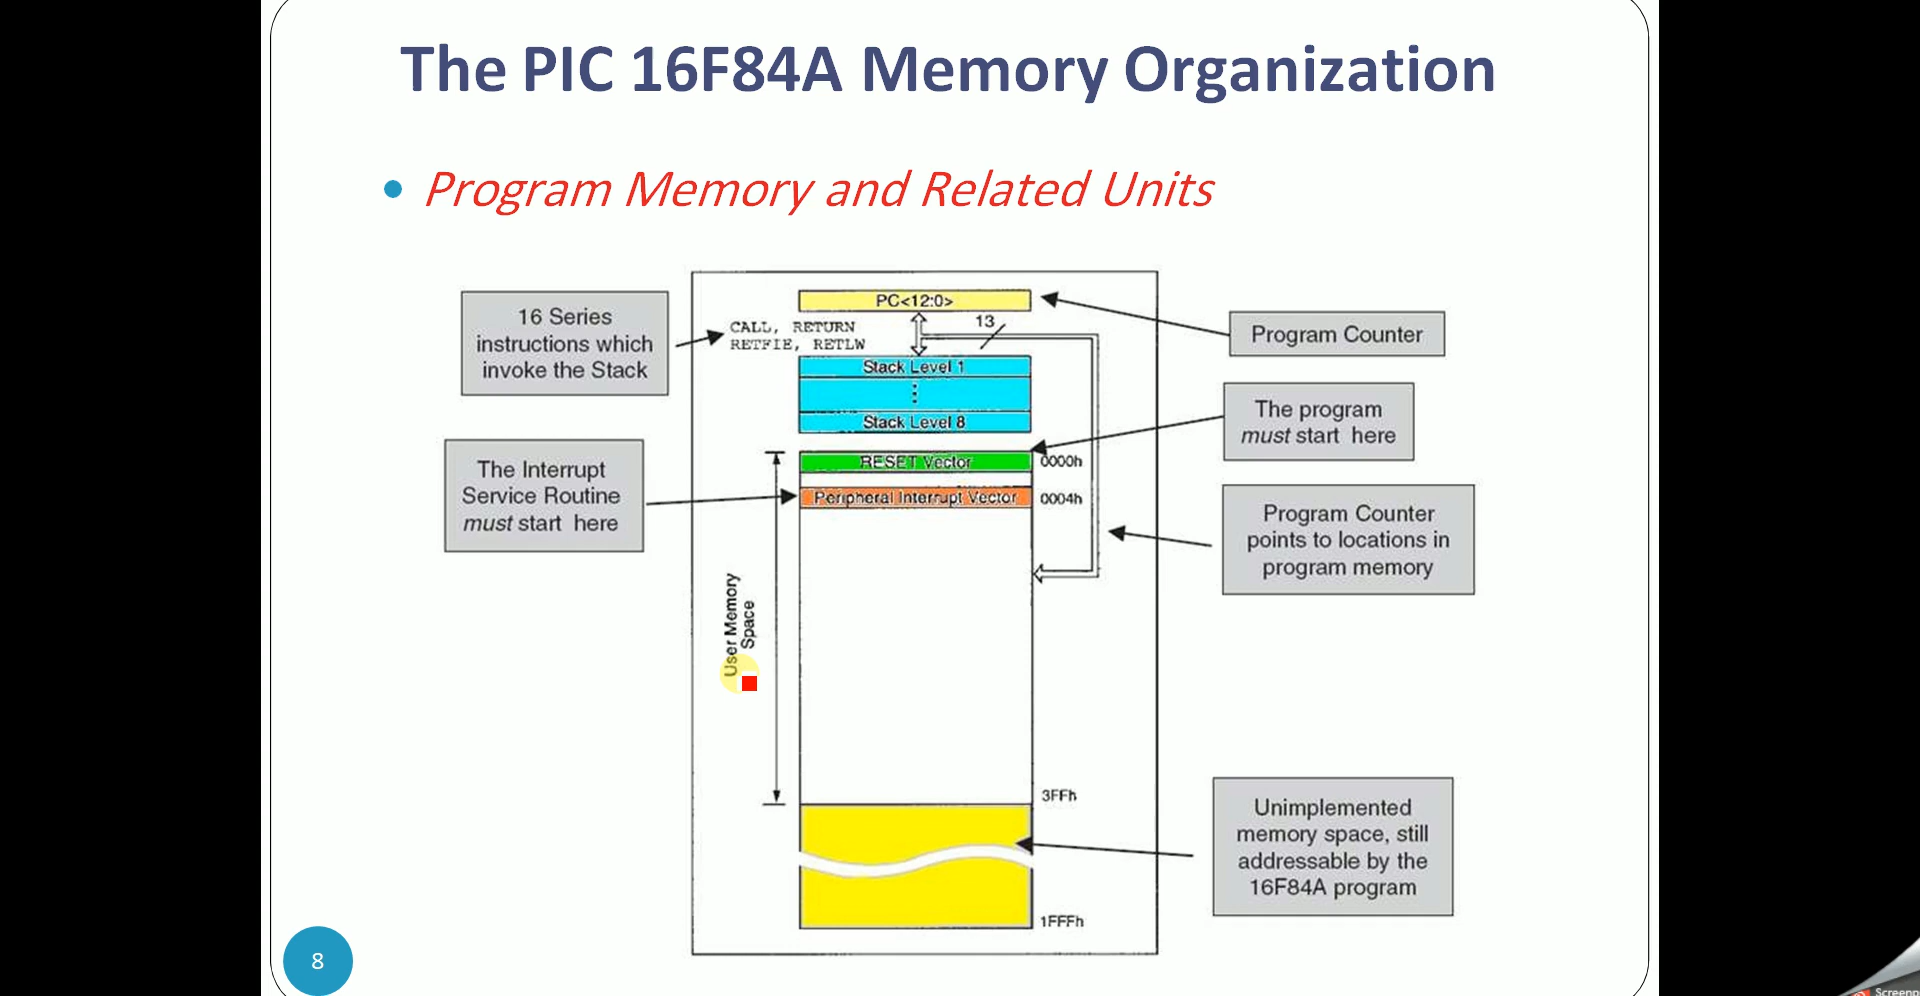 The PIC 16F84A Memory Organization
Program Memory and Related Units
16 Series
instructions which
invoke the Stack
PC<12:0>
CALL, RETURN
RETFIE, RETLW
13
Program Counter
Stack Level 1
Stack Level 8
The program
must start here
The Interrupt
Service Routine
must start here
RESET Vector
0000h
Peripheral Interrupt Vector
0004h
Program Counter
points to locations in
program memory
User Memory
Space
3FFh
Unimplemented
memory space, still
addressable by the
16F84A program
1FFFh
8